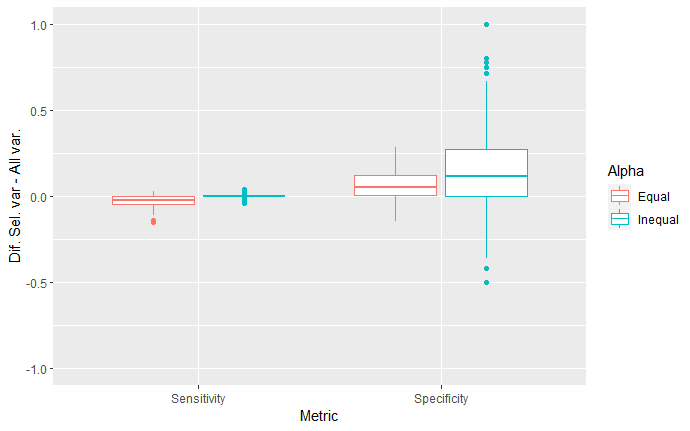 1.0
0.5
0.0
-0.5
-1.0
Dif. Sel. var - All var.
Sensitivity
Specificity
Metric
Alpha
Equal
Inequal